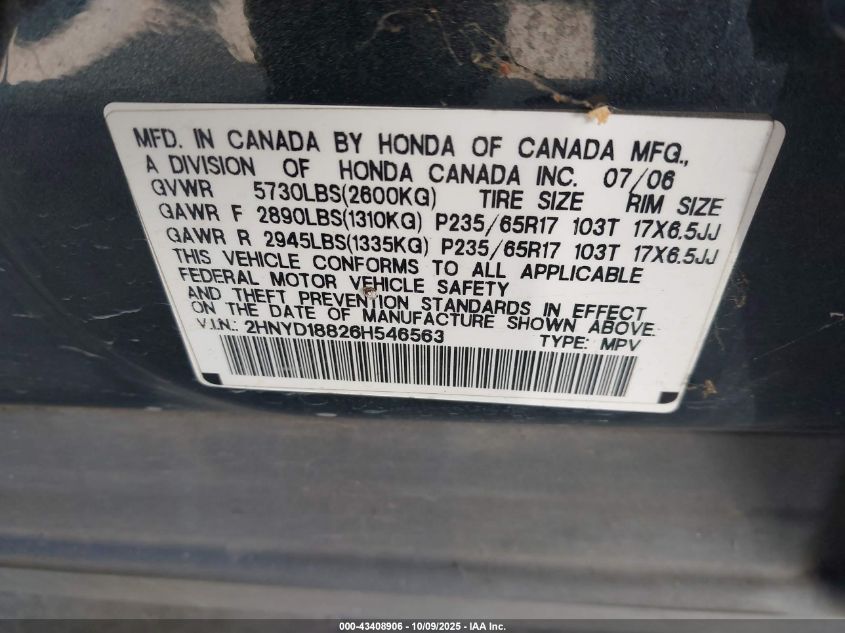 MFD. IN CANADA BY HONDA OF CANADA MFG.,
A DIVISION OF HONDA CANADA INC. 07/06
GVWR 5730LBS(2600KG) TIRE SIZE RIM SIZE
GAWR F 2890LBS(1310KG) P235/65R17 103T 17X6.5JJ
GAWR R 2945LBS(1335KG) P235/65R17 103T 17X6.5JJ
THIS VEHICLE CONFORMS TO ALL APPLICABLE
FEDERAL MOTOR VEHICLE SAFETY
AND THEFT PREVENTION STANDARDS IN EFFECT
ON THE DATE OF MANUFACTURE SHOWN ABOVE.
V.I.N.: 2HNYD18826H546563 TYPE: MPV
000-43408906 - 10/09/2025 - IAA Inc.